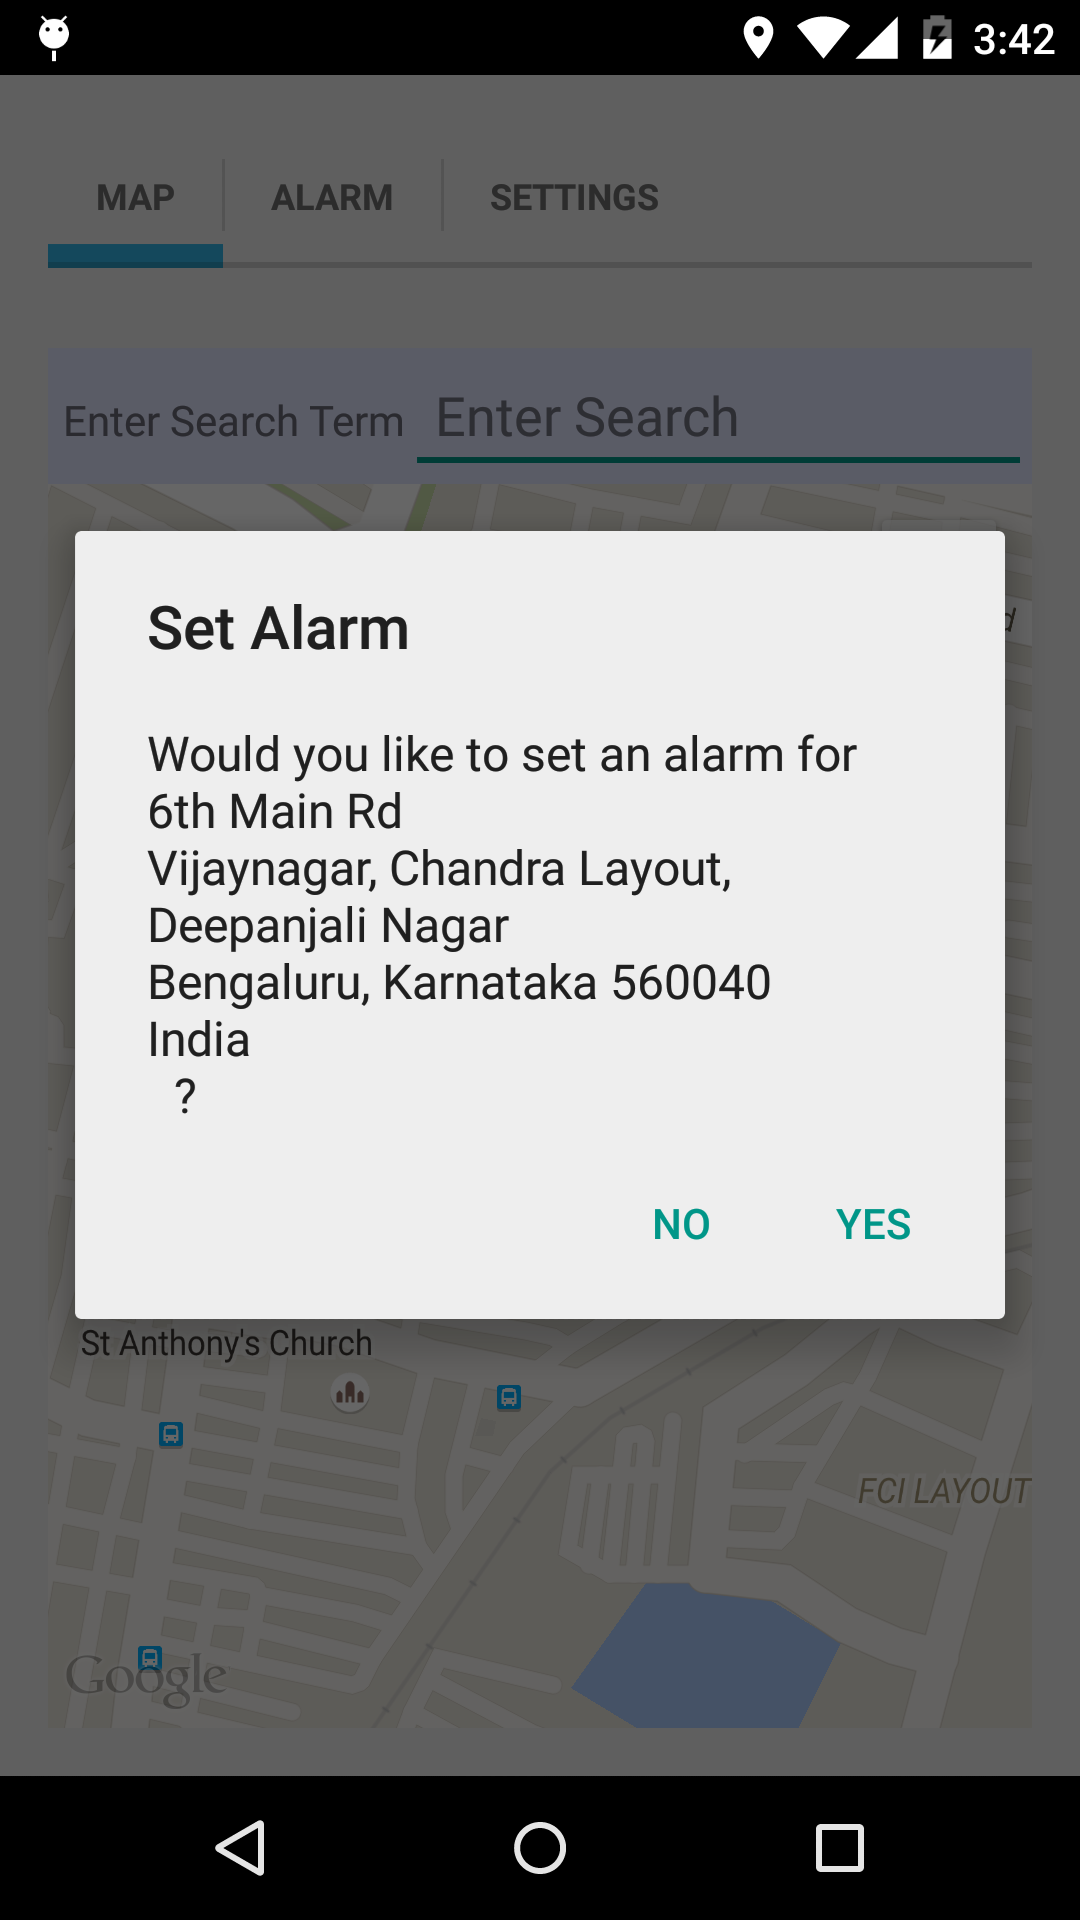 3:42
MAP
ALARM
SETTINGS
Enter Search Term
Enter Search
d
Set Alarm
Would you like to set an alarm for
6th Main Rd
Vijaynagar, Chandra Layout,
Deepanjali Nagar
Bengaluru, Karnataka 560040
India
?
NO
YES
St Anthony's Church
FCI LAYOUT
Google